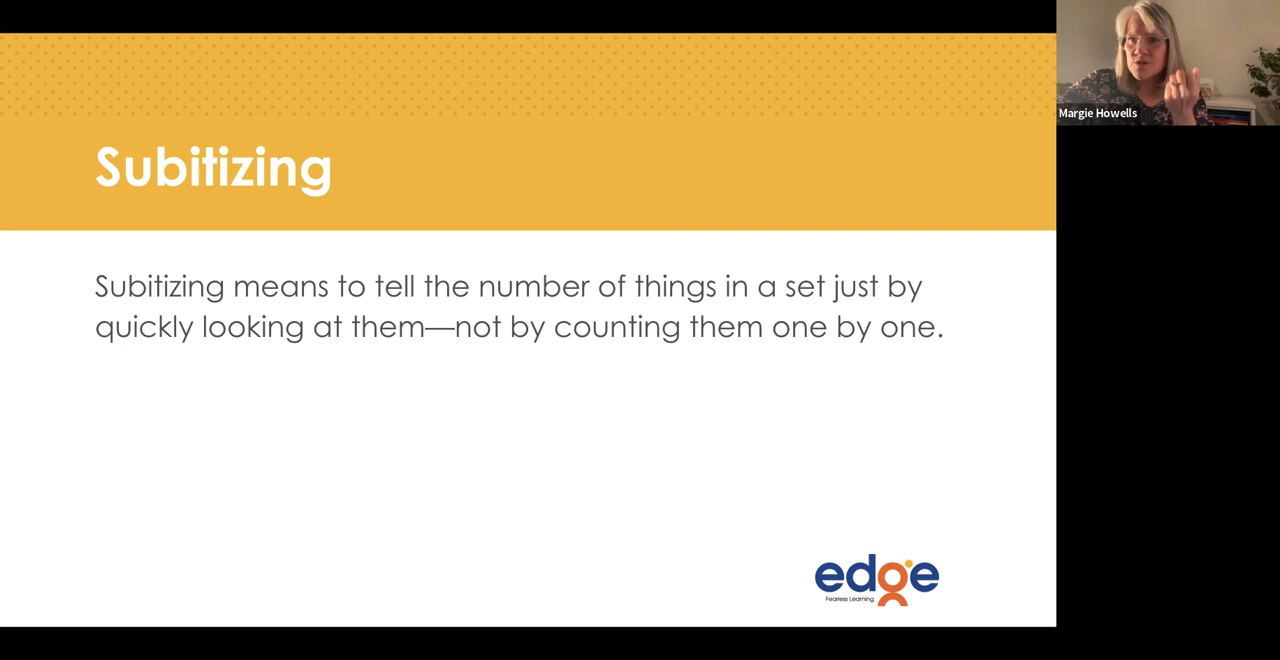 Subitizing
Subitizing means to tell the number of things in a set just by
quickly looking at them—not by counting them one by one.
edge
Fearless Learning
Margie Howells